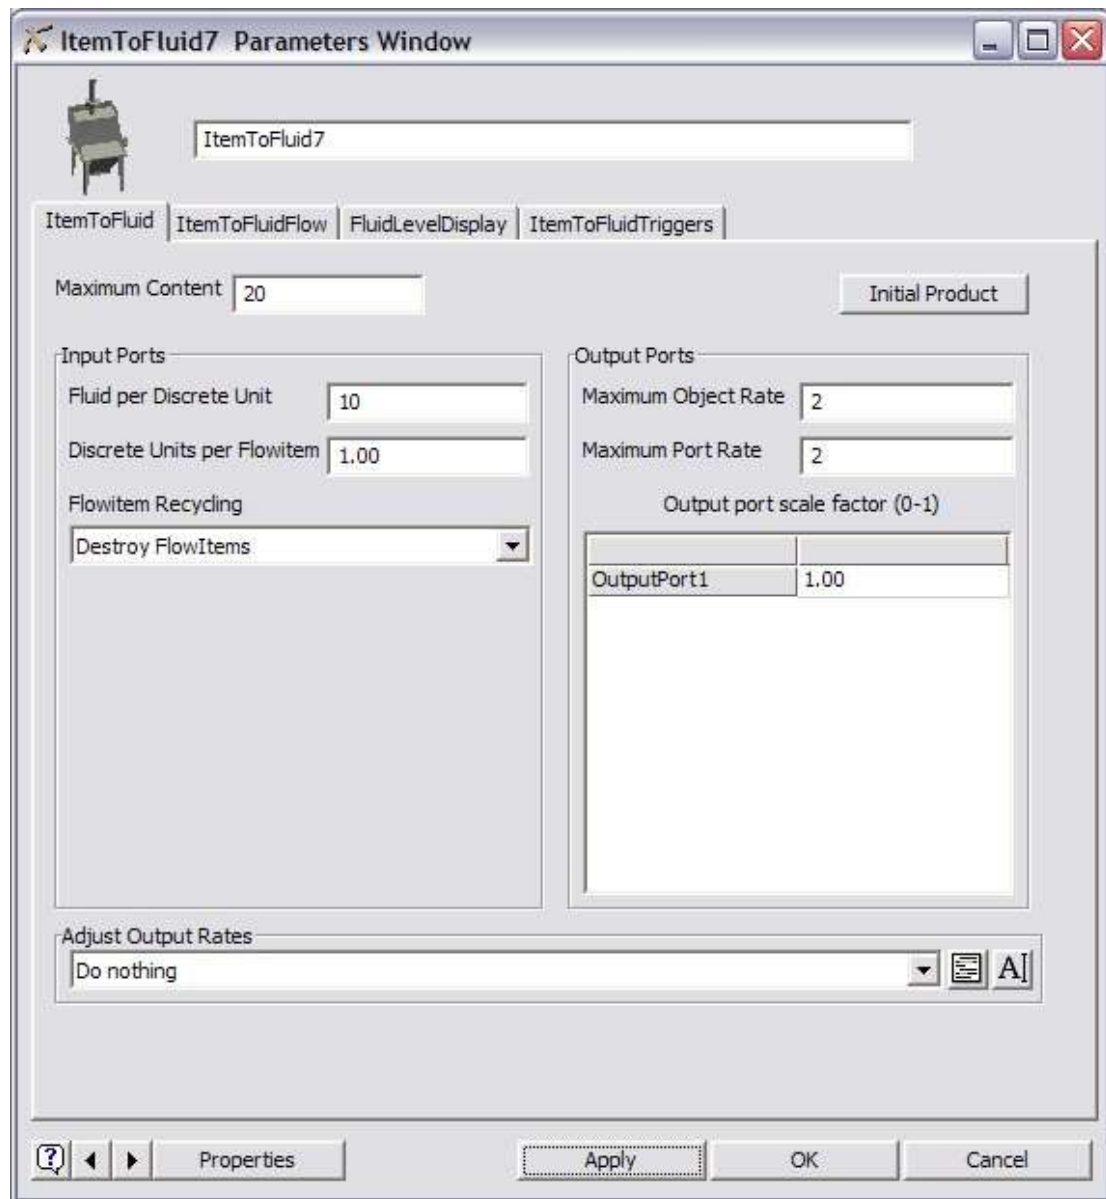 ItemToFluid7 Parameters Window
ItemToFluid7
ItemToFluid ItemToFluidFlow FluidLevelDisplay ItemToFluidTriggers
Maximum Content 20
Initial Product
Input Ports
Fluid per Discrete Unit 10
Discrete Units per Flowitem 1.00
Flowitem Recycling
Destroy FlowItems
Output Ports
Maximum Object Rate 2
Maximum Port Rate 2
Output port scale factor (0-1)
OutputPort1 1.00
Adjust Output Rates
Do nothing
A
? Properties Apply OK Cancel